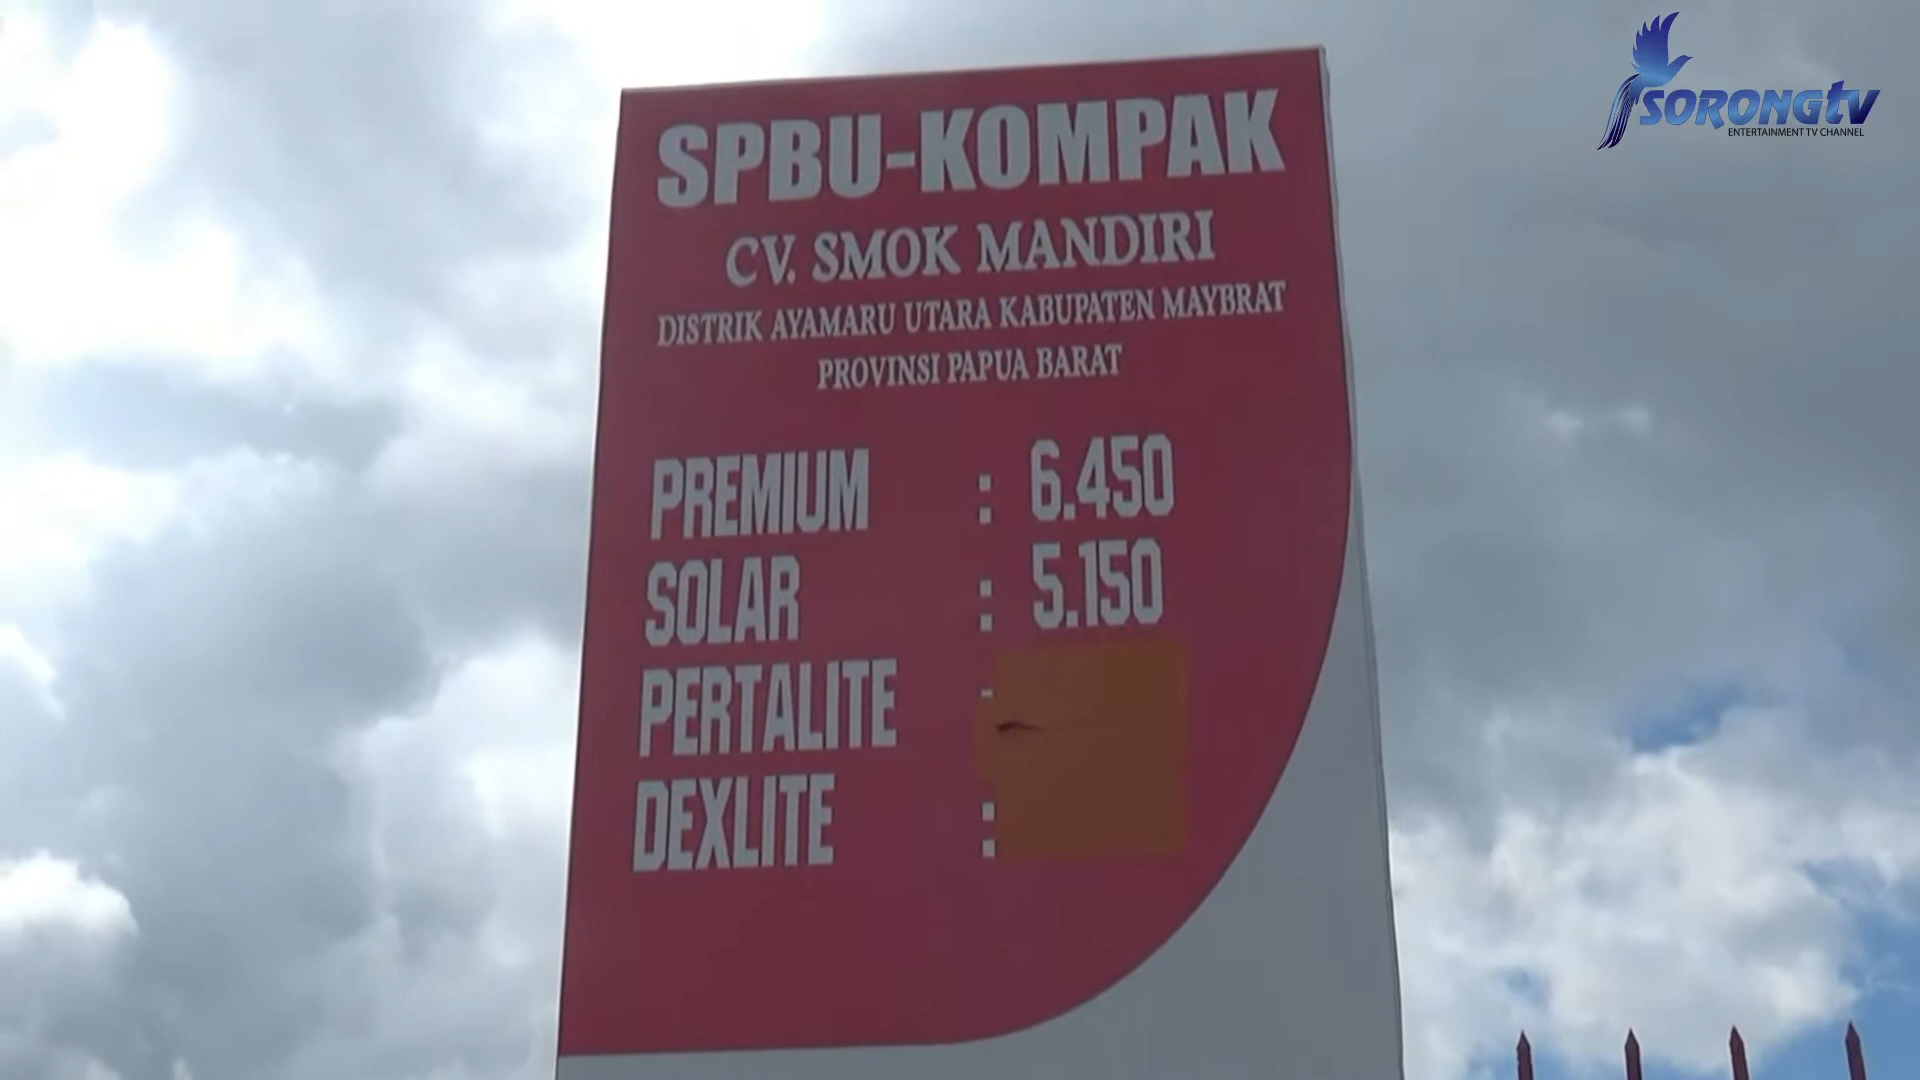 SORONGtv
ENTERTAINMENT TV CHANNEL
SPBU-KOMPAK
CV. SMOK MANDIRI
DISTRIK AYAMARU UTARA KABUPATEN MAYBRAT
PROVINSI PAPUA BARAT
PREMIUM : 6.450
SOLAR : 5.150
PERTALITE
DEXLITE :